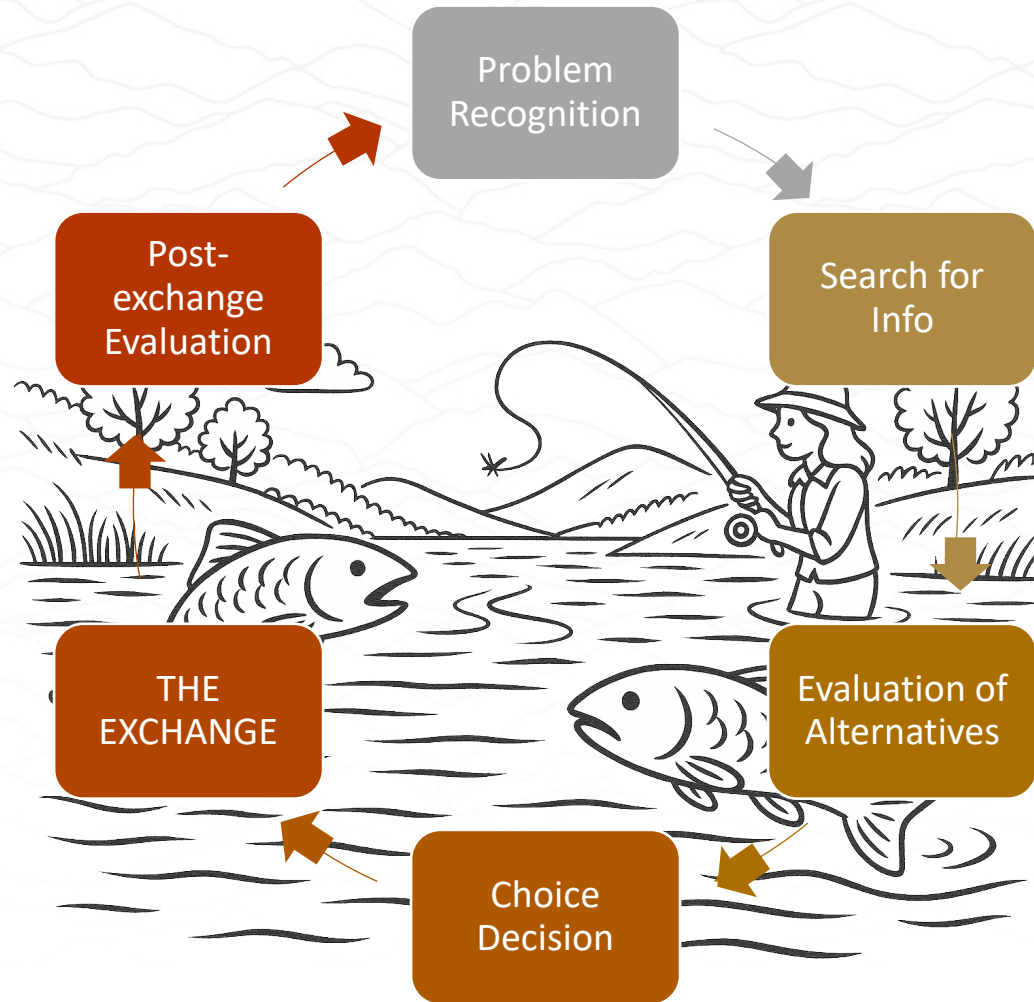 Problem
Recognition
Search for
Info
Evaluation of
Alternatives
Choice
Decision
THE
EXCHANGE
Post-
exchange
Evaluation